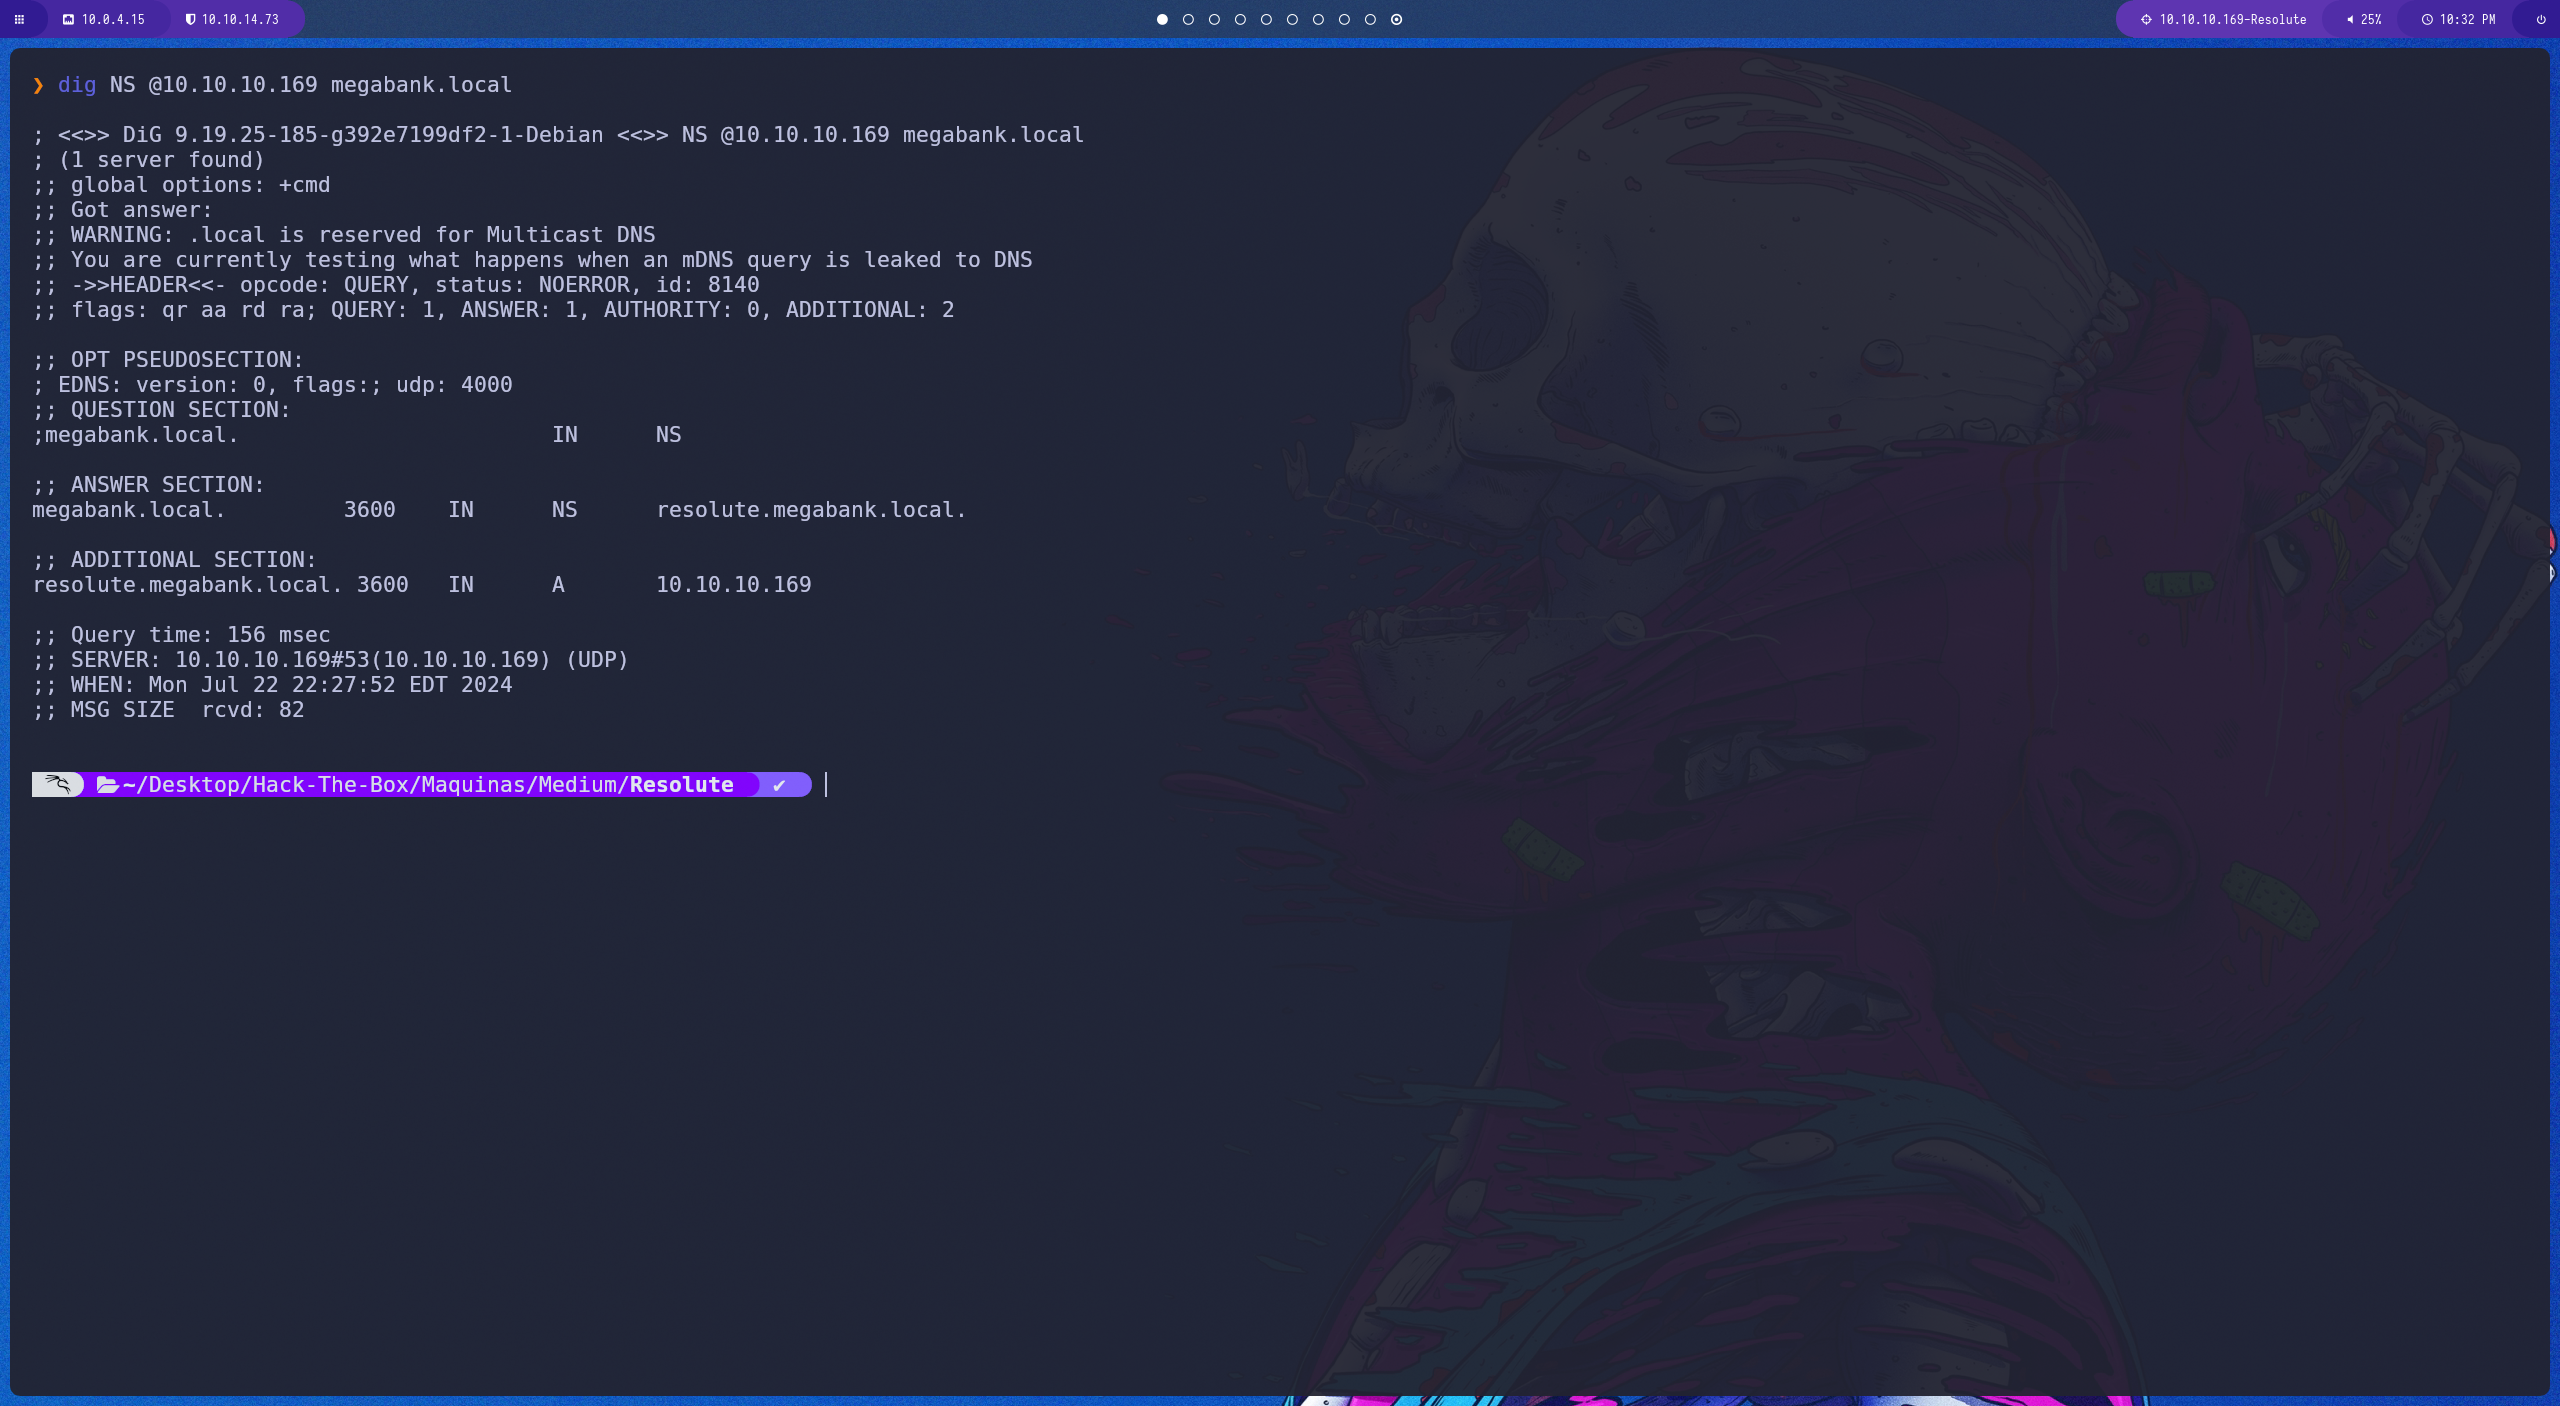 10.0.4.15 10.10.14.73 10.10.10.169-Resolute 25% 10:32 PM
❯ dig NS @10.10.10.169 megabank.local
; <<>> DiG 9.19.25-185-g392e7199df2-1-Debian <<>> NS @10.10.10.169 megabank.local
; (1 server found)
;; global options: +cmd
;; Got answer:
;; WARNING: .local is reserved for Multicast DNS
;; You are currently testing what happens when an mDNS query is leaked to DNS
;; ->>HEADER<<- opcode: QUERY, status: NOERROR, id: 8140
;; flags: qr aa rd ra; QUERY: 1, ANSWER: 1, AUTHORITY: 0, ADDITIONAL: 2
;; OPT PSEUDOSECTION:
; EDNS: version: 0, flags:; udp: 4000
;; QUESTION SECTION:
;megabank.local. IN NS
;; ANSWER SECTION:
megabank.local. 3600 IN NS resolute.megabank.local.
;; ADDITIONAL SECTION:
resolute.megabank.local. 3600 IN A 10.10.10.169
;; Query time: 156 msec
;; SERVER: 10.10.10.169#53(10.10.10.169) (UDP)
;; WHEN: Mon Jul 22 22:27:52 EDT 2024
;; MSG SIZE  rcvd: 82
~/Desktop/Hack-The-Box/Maquinas/Medium/Resolute ✔